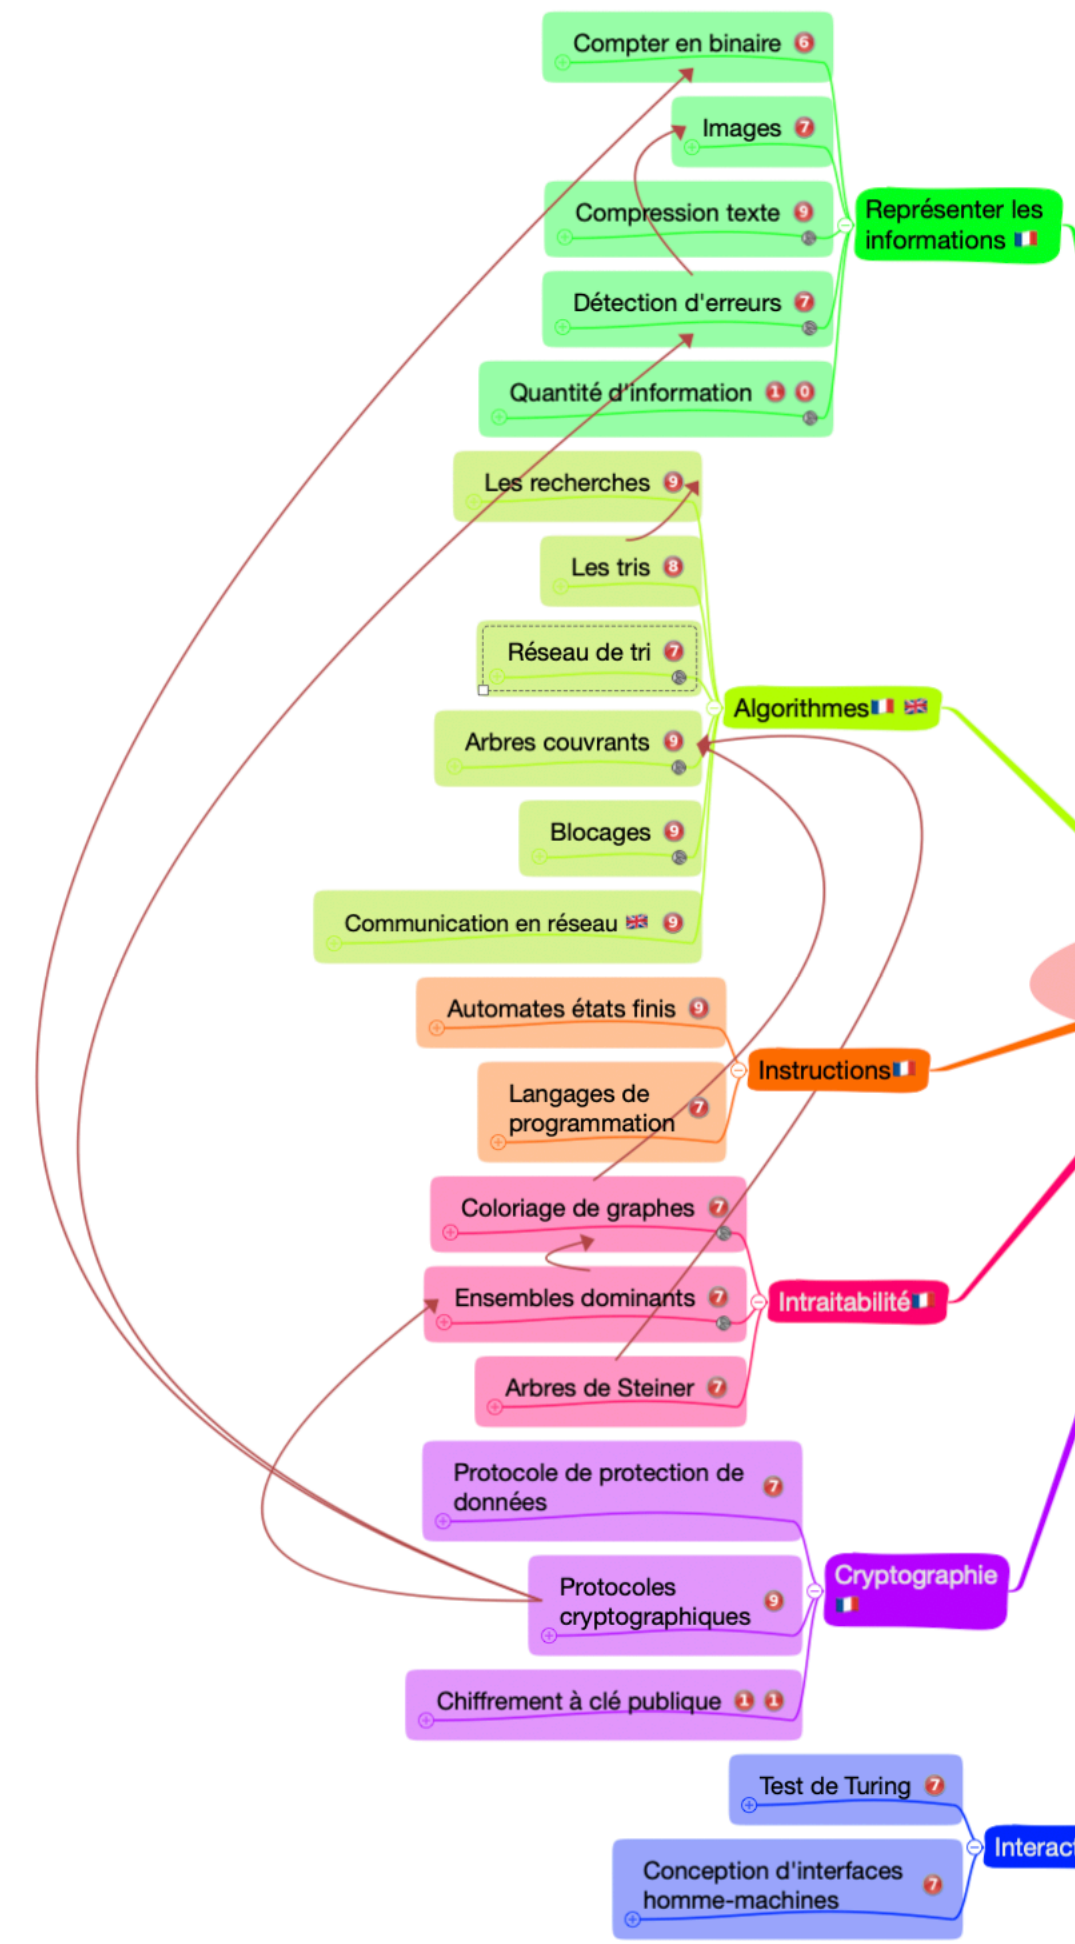 Compter en binaire 6
Images 7
Compression texte 9
Représenter les
informations
Détection d'erreurs 7
Quantité d'information 1 0
Les recherches 9
Les tris 8
Réseau de tri 7
Algorithmes
Arbres couvrants 9
Blocages 9
Communication en réseau 9
Automates états finis 9
Instructions
Langages de
programmation 7
Coloriage de graphes 7
Ensembles dominants 7
Intraitabilité
Arbres de Steiner 7
Protocole de protection de
données 7
Protocoles
cryptographiques 9
Cryptographie
Chiffrement à clé publique 1 1
Test de Turing 7
Interact
Conception d'interfaces
homme-machines 7